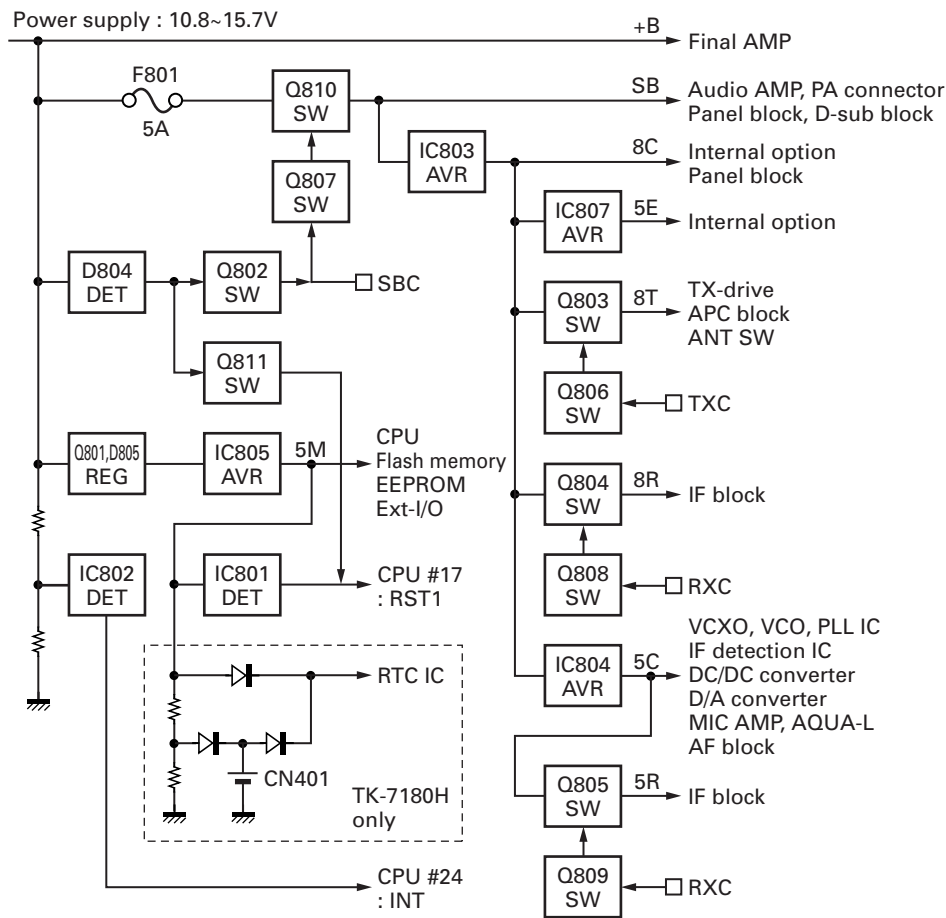 Power supply : 10.8~15.7V
+B
Final AMP
F801
5A
Q810
SW
SB
Audio AMP, PA connector
Panel block, D-sub block
IC803
AVR
8C
Internal option
Panel block
Q807
SW
IC807
AVR
5E
Internal option
D804
DET
Q802
SW
SBC
Q803
SW
8T
TX-drive
APC block
ANT SW
Q811
SW
Q806
SW
TXC
Q801,D805
REG
IC805
AVR
5M
CPU
Flash memory
EEPROM
Ext-I/O
Q804
SW
8R
IF block
IC802
DET
IC801
DET
CPU #17
: RST1
Q808
SW
RXC
RTC IC
IC804
AVR
5C
VCXO, VCO, PLL IC
IF detection IC
DC/DC converter
D/A converter
MIC AMP, AQUA-L
AF block
CN401
TK-7180H
only
Q805
SW
5R
IF block
CPU #24
: INT
Q809
SW
RXC